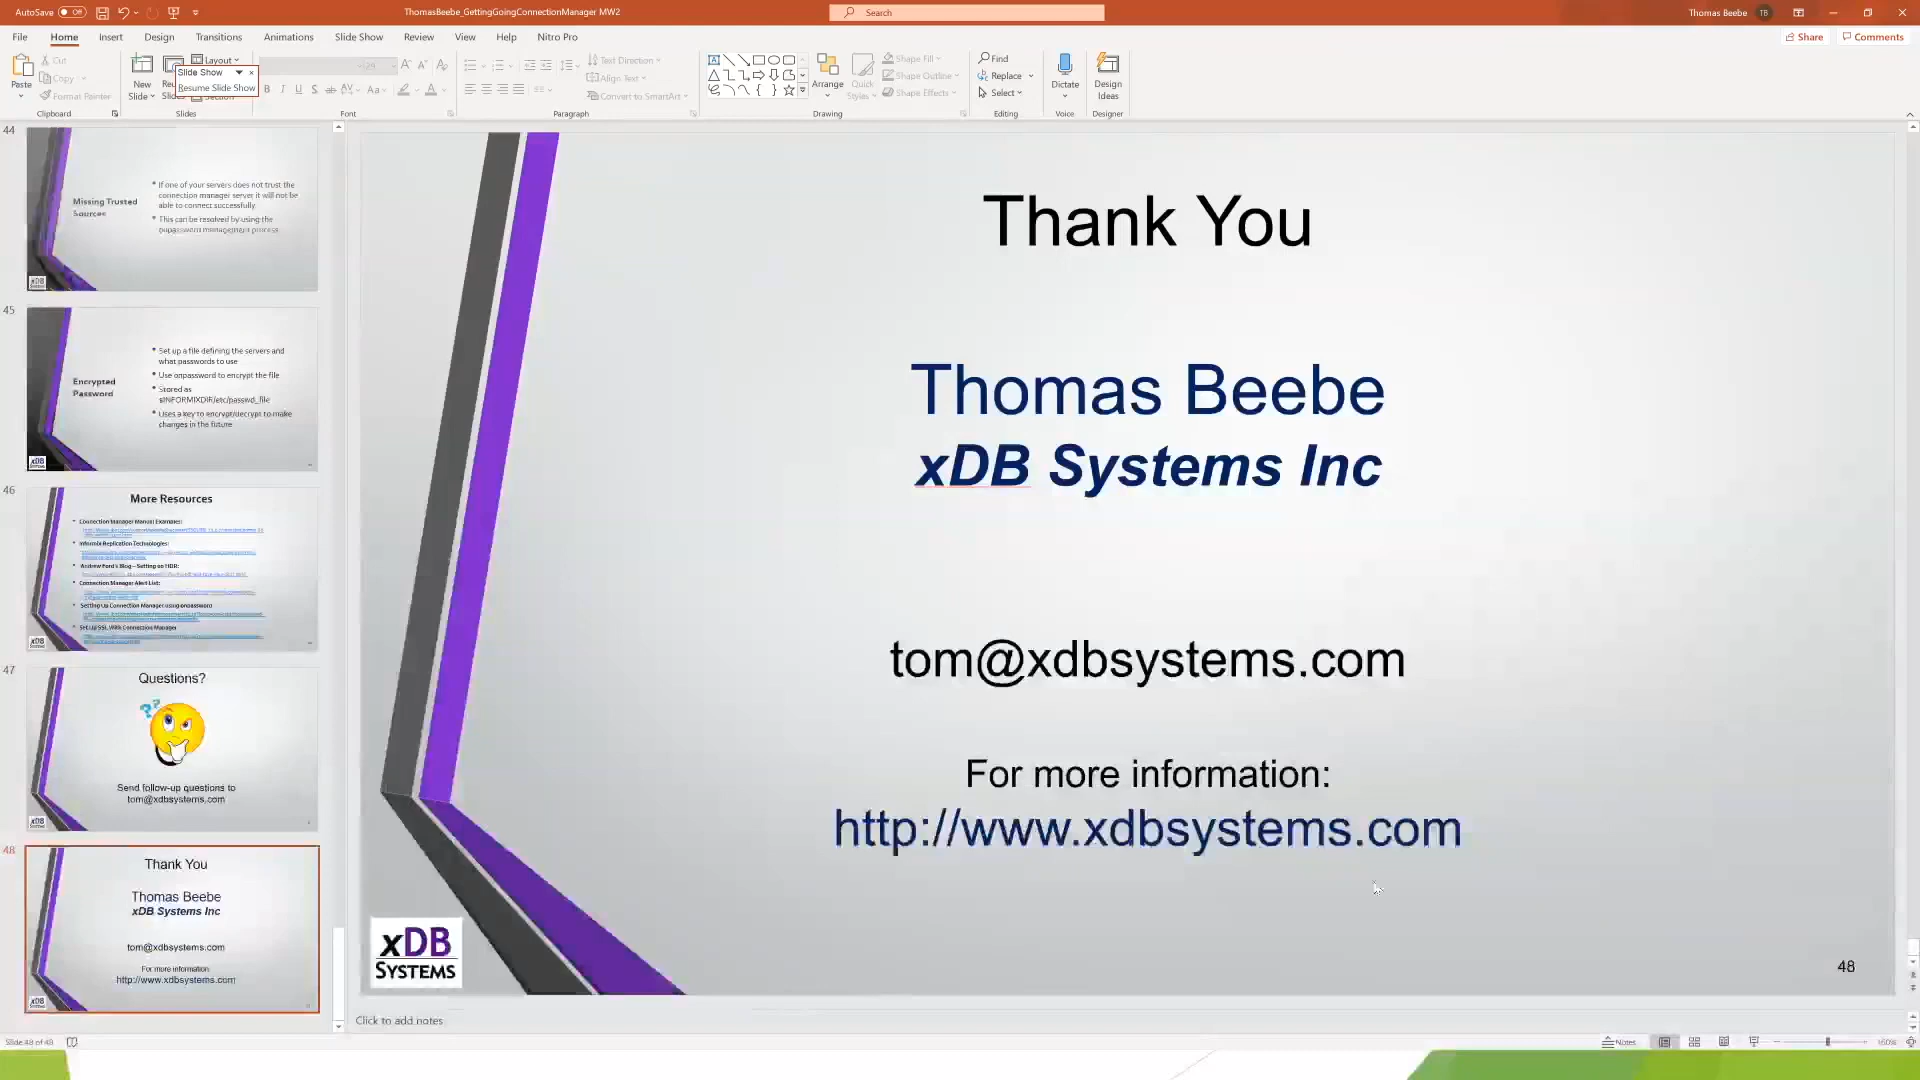 AutoSave Off
ThomasBeebe_GettingGoingConnectionManager MW2
Search
Thomas Beebe TB
File Home Insert Design Transitions Animations Slide Show Review View Help Nitro Pro
Share Comments
Paste
Cut
Copy
Format Painter
Clipboard
New
Slide
Layout
Section
Slides
Slide Show
Resume Slide Show
Font
Text Direction
Align Text
Convert to SmartArt
Paragraph
Arrange
Quick
Styles
Shape Fill
Shape Outline
Shape Effects
Drawing
Find
Replace
Select
Editing
Dictate
Voice
Design
Ideas
Designer
44
Missing Trusted
Sources
• If one of your servers does not trust the
connection manager server it will not be
able to connect successfully.
• This can be resolved by using the
onpassword management process
xDB
45
Encrypted
Password
• Set up a file defining the servers and
what passwords to use
• Use onpassword to encrypt the file
• Stored as
$INFORMIXDIR/etc/passwd_file
• Uses a key to encrypt/decrypt to make
changes in the future
xDB
46
More Resources
• Connection Manager Manual Examples:
• Informix Replication Technologies:
• Andrew Ford's Blog – Setting on HDR:
• Connection Manager Alert List:
• Setting Up Connection Manager using onpassword
• Set Up SSL With Connection Manager
xDB
47
Questions?
??
Send follow-up questions to
tom@xdbsystems.com
xDB
48
Thank You
Thomas Beebe
xDB Systems Inc
tom@xdbsystems.com
For more information:
http://www.xdbsystems.com
xDB
Thank You
Thomas Beebe
xDB Systems Inc
tom@xdbsystems.com
For more information:
http://www.xdbsystems.com
xDB
SYSTEMS
48
Click to add notes
Slide 48 of 48
Notes
160%